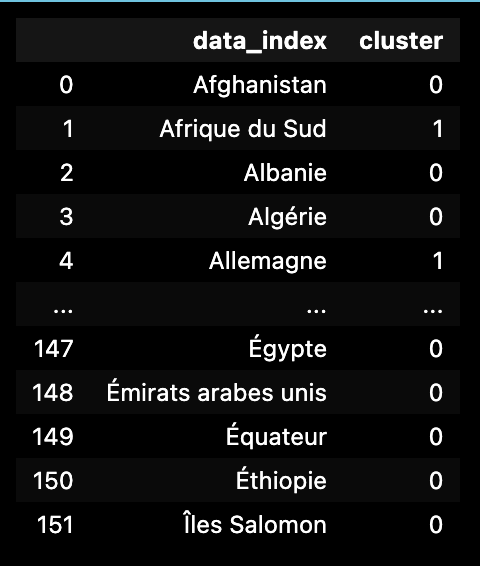 data_index cluster
0 Afghanistan 0
1 Afrique du Sud 1
2 Albanie 0
3 Algérie 0
4 Allemagne 1
... ... ...
147 Égypte 0
148 Émirats arabes unis 0
149 Équateur 0
150 Éthiopie 0
151 Îles Salomon 0